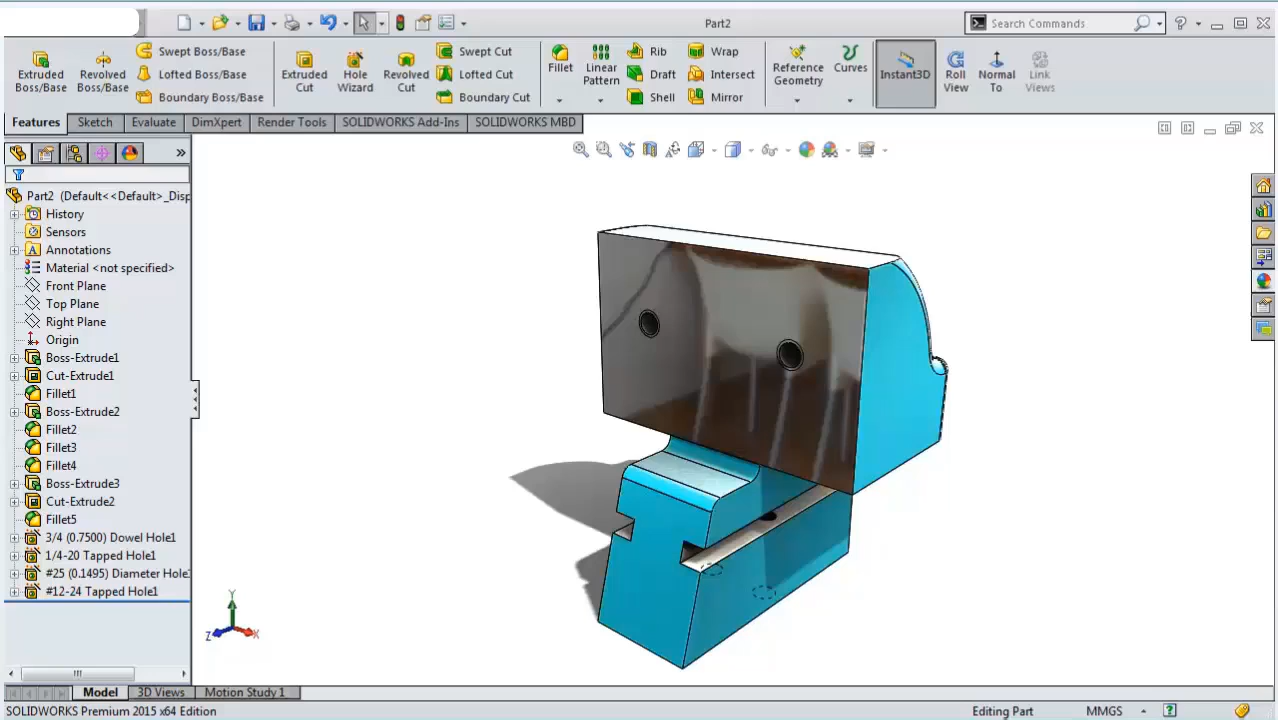 Part2
Search Commands
Extruded Boss/Base
Revolved Boss/Base
Swept Boss/Base
Lofted Boss/Base
Boundary Boss/Base
Extruded Cut
Hole Wizard
Revolved Cut
Swept Cut
Lofted Cut
Boundary Cut
Fillet
Linear Pattern
Rib
Draft
Shell
Wrap
Intersect
Mirror
Reference Geometry
Curves
Instant3D
Roll View
Normal To
Link Views
Features
Sketch
Evaluate
DimXpert
Render Tools
SOLIDWORKS Add-Ins
SOLIDWORKS MBD
Part2 (Default<<Default>_Disp
History
Sensors
Annotations
Material <not specified>
Front Plane
Top Plane
Right Plane
Origin
Boss-Extrude1
Cut-Extrude1
Fillet1
Boss-Extrude2
Fillet2
Fillet3
Fillet4
Boss-Extrude3
Cut-Extrude2
Fillet5
3/4 (0.7500) Dowel Hole1
1/4-20 Tapped Hole1
#25 (0.1495) Diameter Hole
#12-24 Tapped Hole1
Y
Z
X
Model
3D Views
Motion Study 1
SOLIDWORKS Premium 2015 x64 Edition
Editing Part
MMGS